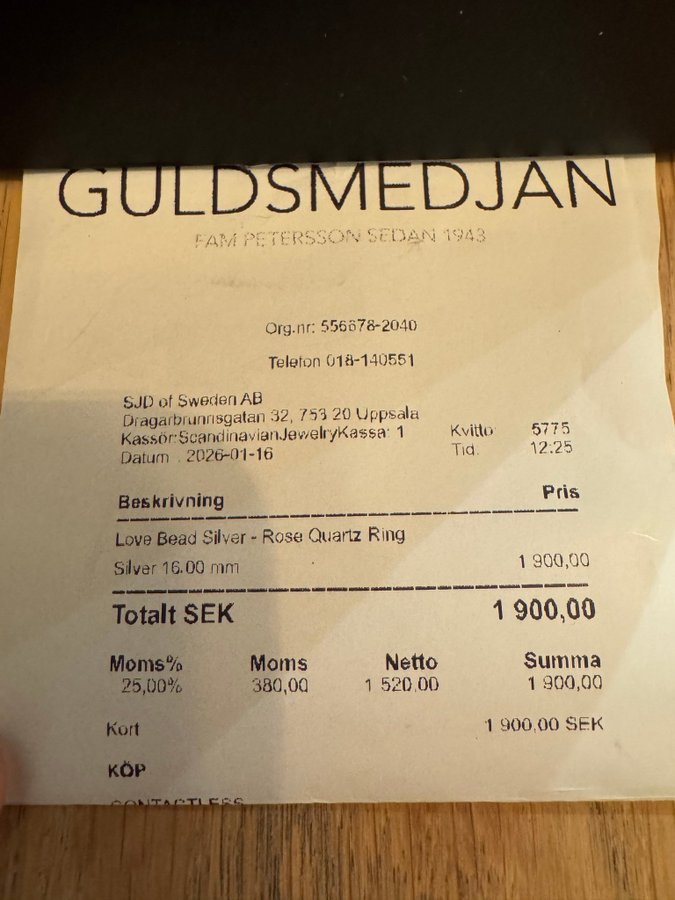 GULDSMEDJAN
FAM PETERSSON SEDAN 1943
Org.nr: 556678-2040
Telefon 018-140551
SJD of Sweden AB
Dragarbrunnsgatan 32, 753 20 Uppsala
Kassör:ScandinavianJewelryKassa: 1 Kvitto: 5775
Datum : 2026-01-16 Tid: 12:25
Beskrivning Pris
Love Bead Silver - Rose Quartz Ring
Silver 16.00 mm 1 900,00
Totalt SEK 1 900,00
Moms% Moms Netto Summa
25,00% 380,00 1 520,00 1 900,00
Kort 1 900,00 SEK
KÖP
CONTACTLESS